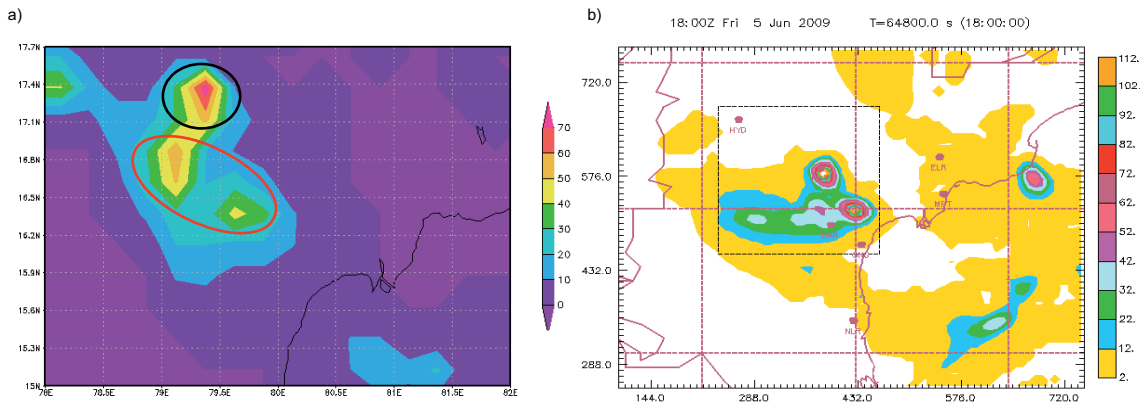 a)
17.7N
17.4N
17.1N
16.8N
16.5N
16.2N
15.9N
15.6N
15.3N
15N
78E 78.5E 79E 79.5E 80E 80.5E 81E 81.5E 82E
70
60
50
40
30
20
10
0
b)
18:00Z Fri 5 Jun 2009 T=64800.0 s (18:00:00)
720.0
576.0
432.0
288.0
144.0 288.0 432.0 576.0 720.0
HYD
ELR
MPT
NLR
112.
102.
92.
82.
72.
62.
52.
42.
32.
22.
12.
2.